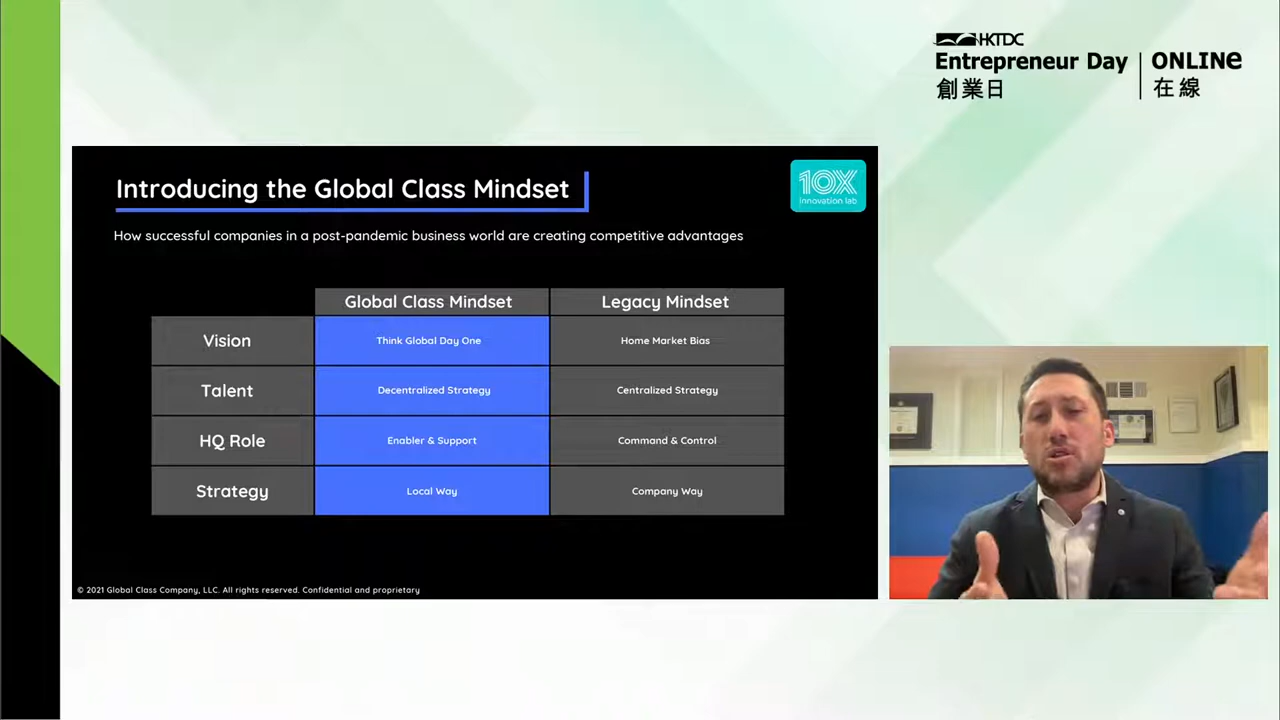 HKTDC
Entrepreneur Day
創業日
ONLINe
在線
Introducing the Global Class Mindset
10X
innovation lab
How successful companies in a post-pandemic business world are creating competitive advantages
Global Class Mindset Legacy Mindset
Vision Think Global Day One Home Market Bias
Talent Decentralized Strategy Centralized Strategy
HQ Role Enabler & Support Command & Control
Strategy Local Way Company Way
© 2021 Global Class Company, LLC. All rights reserved. Confidential and proprietary